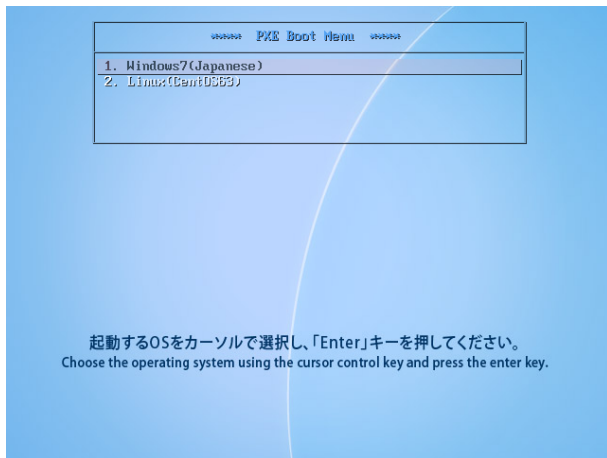 **** PXE Boot Menu ****
1. Windows7(Japanese)
2. Linux(CentOS63)
起動するOSをカーソルで選択し、「Enter」キーを押してください。
Choose the operating system using the cursor control key and press the enter key.